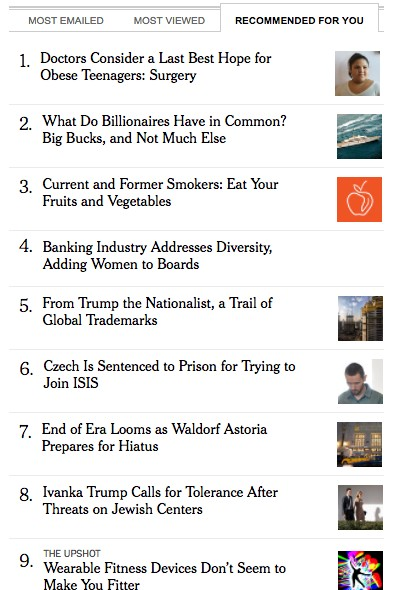 MOST EMAILED MOST VIEWED RECOMMENDED FOR YOU
1. Doctors Consider a Last Best Hope for
Obese Teenagers: Surgery
2. What Do Billionaires Have in Common?
Big Bucks, and Not Much Else
3. Current and Former Smokers: Eat Your
Fruits and Vegetables
4. Banking Industry Addresses Diversity,
Adding Women to Boards
5. From Trump the Nationalist, a Trail of
Global Trademarks
6. Czech Is Sentenced to Prison for Trying to
Join ISIS
7. End of Era Looms as Waldorf Astoria
Prepares for Hiatus
8. Ivanka Trump Calls for Tolerance After
Threats on Jewish Centers
9. THE UPSHOT
Wearable Fitness Devices Don’t Seem to
Make You Fitter